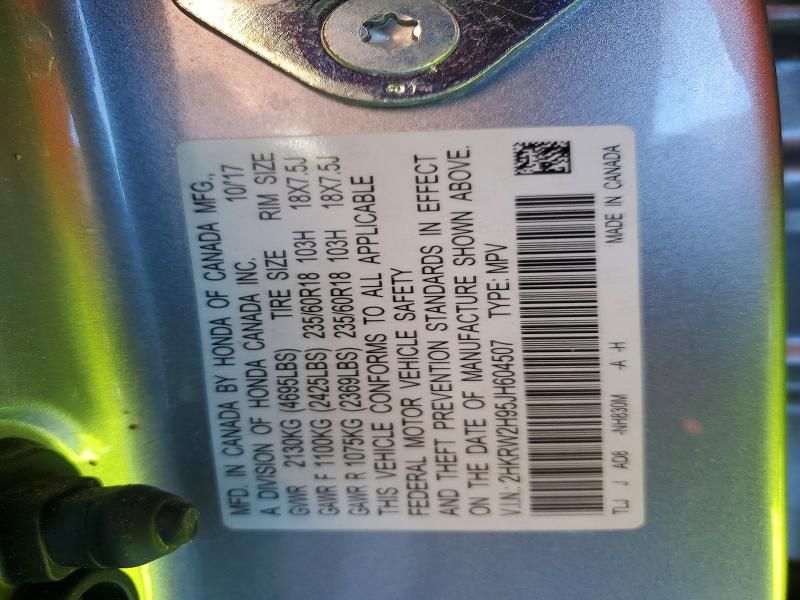 MFD. IN CANADA BY HONDA OF CANADA MFG., 10/17
A DIVISION OF HONDA CANADA INC.
GVWR 2130KG (4695LBS) TIRE SIZE RIM SIZE
GAWR F 1100KG (2425LBS) 235/60R18 103H 18X7.5J
GAWR R 1075KG (2369LBS) 235/60R18 103H 18X7.5J
THIS VEHICLE CONFORMS TO ALL APPLICABLE
FEDERAL MOTOR VEHICLE SAFETY
AND THEFT PREVENTION STANDARDS IN EFFECT
ON THE DATE OF MANUFACTURE SHOWN ABOVE.
V.I.N.: 2HKRW2H95JH604507 TYPE: MPV
TLJ J AD8 -NH830M -A -H MADE IN CANADA